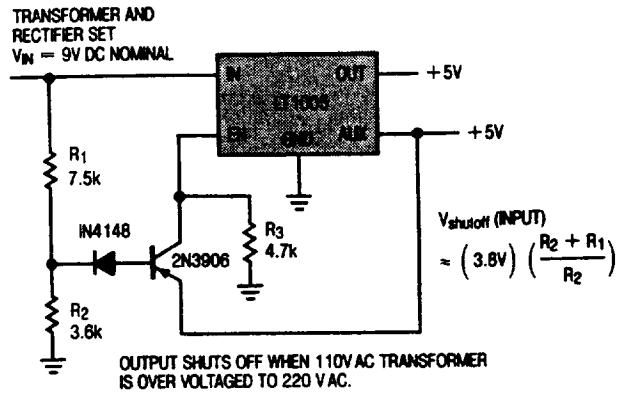 TRANSFORMER AND
RECTIFIER SET
VIN = 9V DC NOMINAL
IN
OUT
+5V
LT1005
EN
GND
AUX
+5V
R1
7.5k
IN4148
2N3906
R3
4.7k
Vshutoff (INPUT)
≈ (3.6V) (R2 + R1 / R2)
R2
3.6k
OUTPUT SHUTS OFF WHEN 110V AC TRANSFORMER
IS OVER VOLTAGED TO 220 V AC.